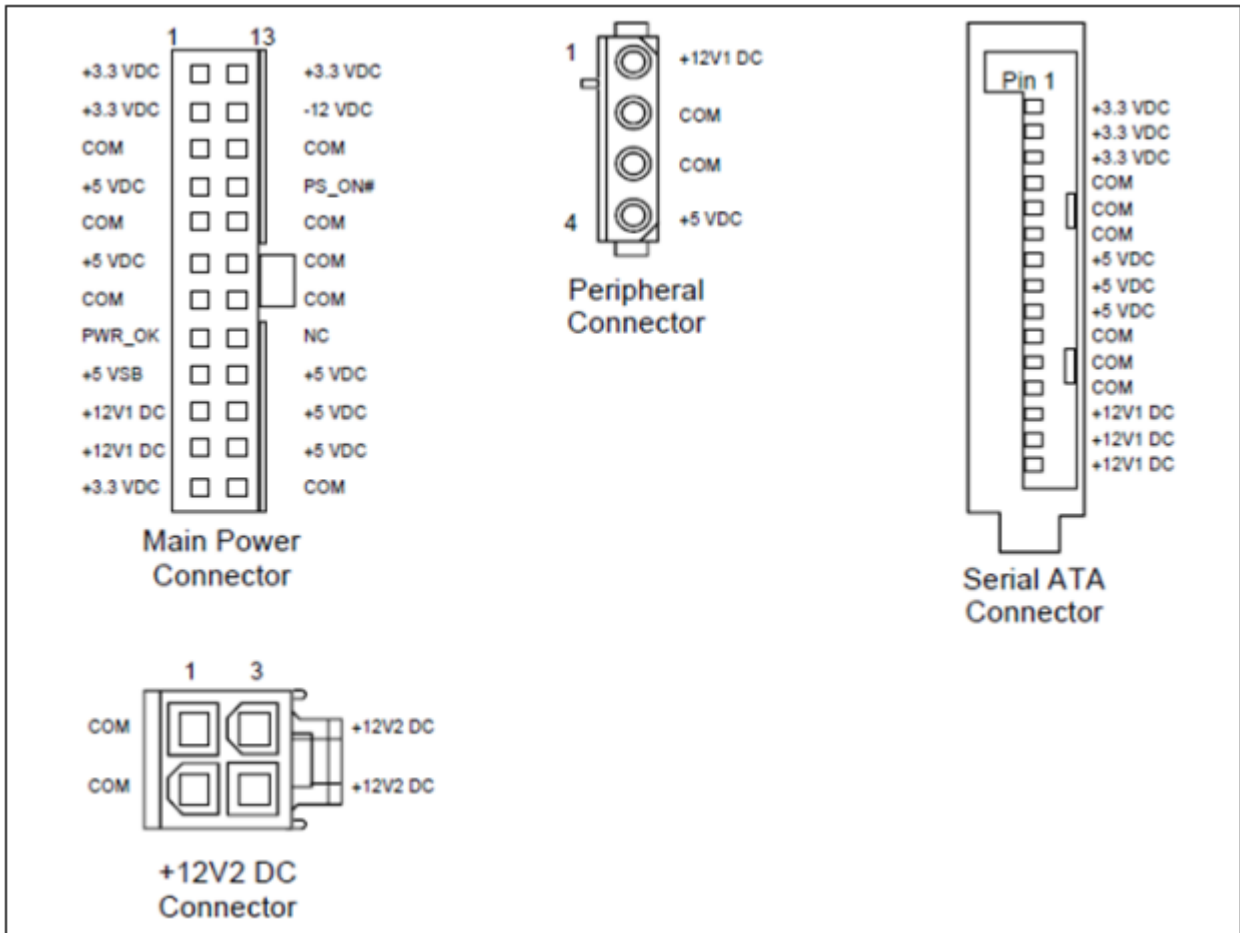 1 13
+3.3 VDC +3.3 VDC
+3.3 VDC -12 VDC
COM COM
+5 VDC PS_ON#
COM COM
+5 VDC COM
COM COM
PWR_OK NC
+5 VSB +5 VDC
+12V1 DC +5 VDC
+12V1 DC +5 VDC
+3.3 VDC COM
Main Power
Connector
1 +12V1 DC
COM
COM
4 +5 VDC
Peripheral
Connector
Pin 1
+3.3 VDC
+3.3 VDC
+3.3 VDC
COM
COM
COM
+5 VDC
+5 VDC
+5 VDC
COM
COM
COM
+12V1 DC
+12V1 DC
+12V1 DC
Serial ATA
Connector
1 3
COM +12V2 DC
COM +12V2 DC
+12V2 DC
Connector